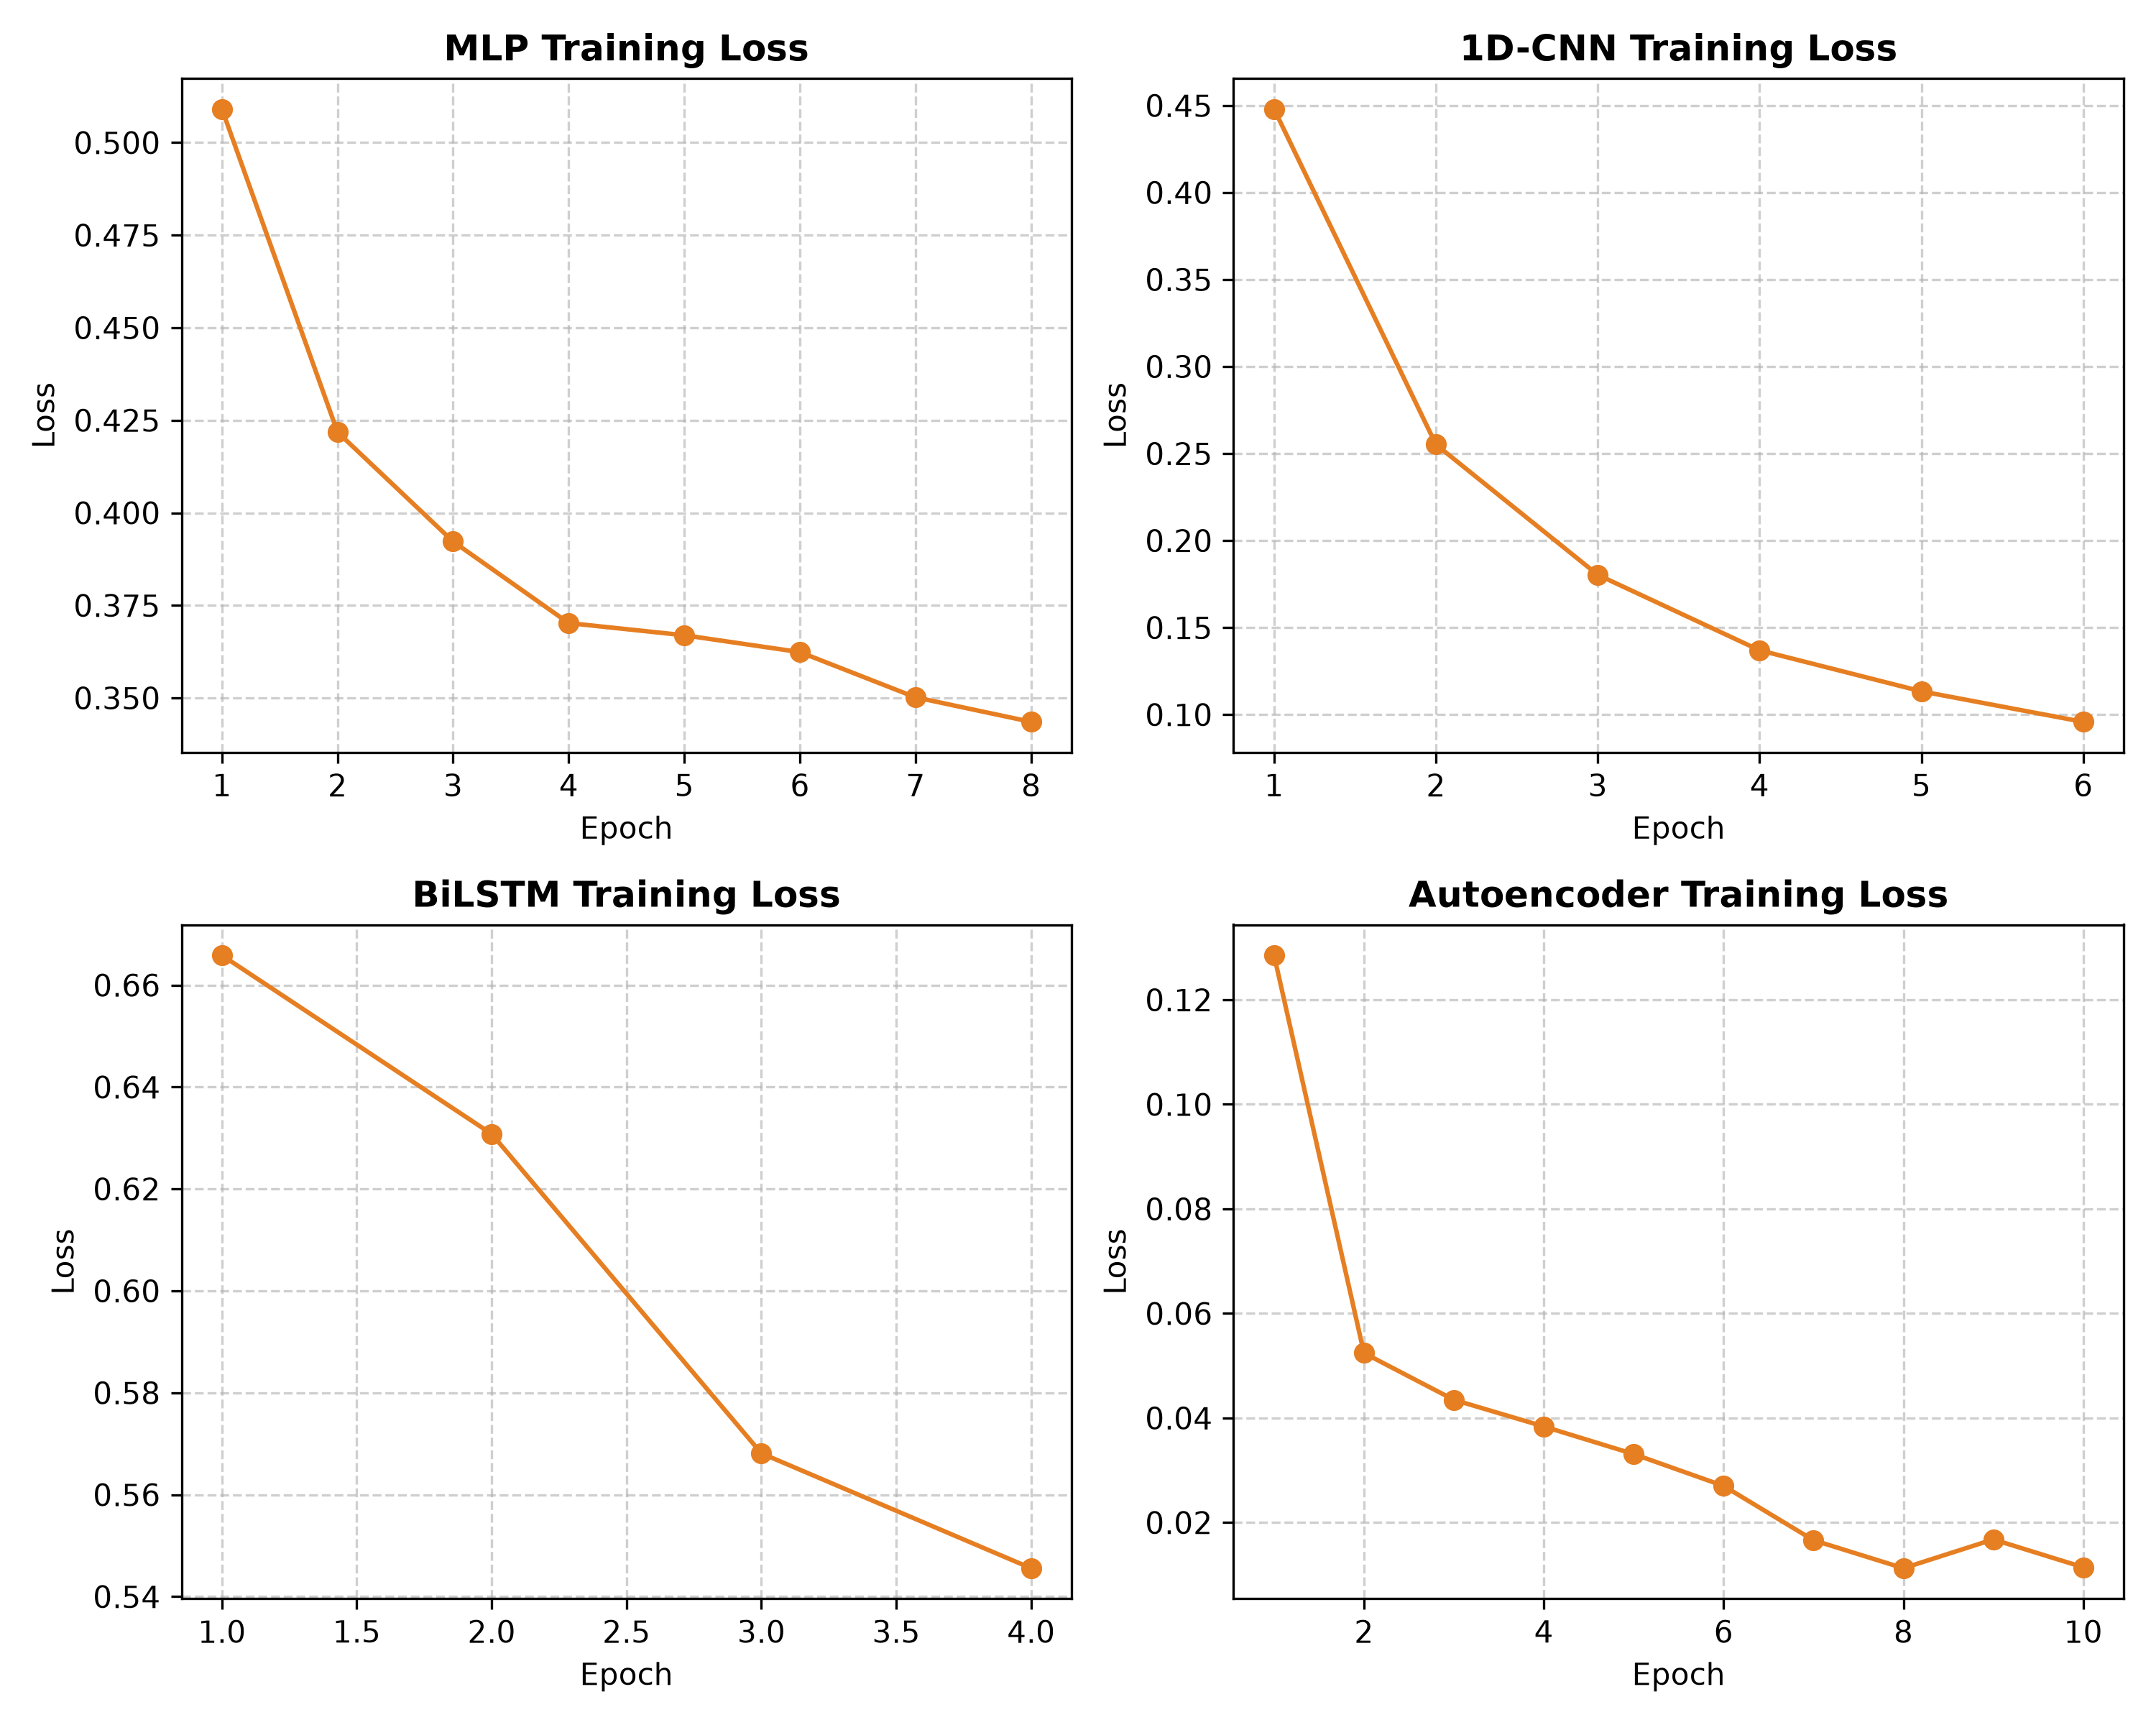 MLP Training Loss
0.500
0.475
0.450
0.425
0.400
0.375
0.350
Loss
1 2 3 4 5 6 7 8
Epoch
1D-CNN Training Loss
0.45
0.40
0.35
0.30
0.25
0.20
0.15
0.10
Loss
1 2 3 4 5 6
Epoch
BiLSTM Training Loss
0.66
0.64
0.62
0.60
0.58
0.56
0.54
Loss
1.0 1.5 2.0 2.5 3.0 3.5 4.0
Epoch
Autoencoder Training Loss
0.12
0.10
0.08
0.06
0.04
0.02
Loss
2 4 6 8 10
Epoch